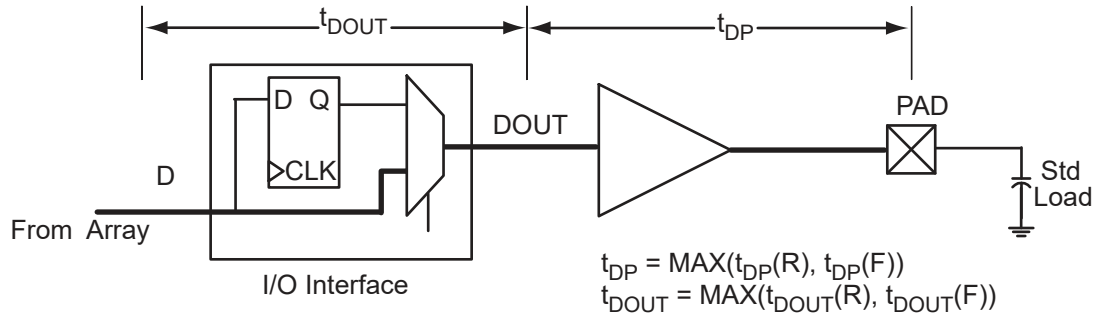 tDOUT
tDP
PAD
D Q
DOUT
CLK
D
Std
Load
From Array
I/O Interface
tDP = MAX(tDP(R), tDP(F))
tDOUT = MAX(tDOUT(R), tDOUT(F))